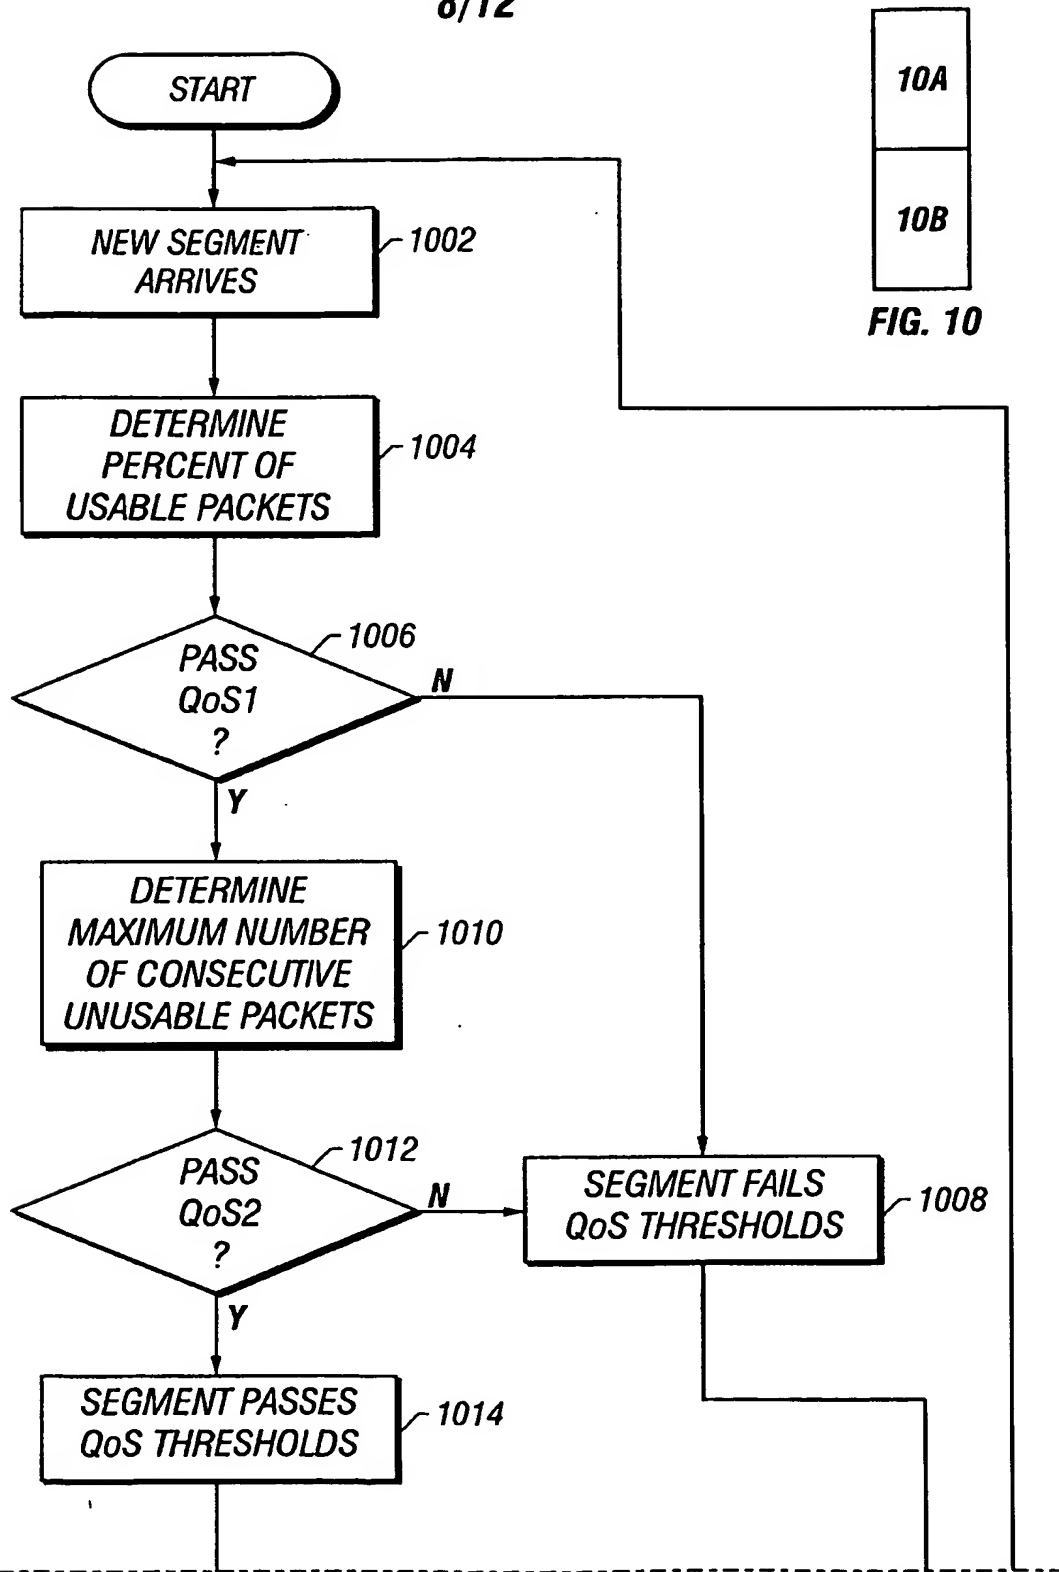 8/12
START
10A
10B
FIG. 10
NEW SEGMENT
ARRIVES
1002
DETERMINE
PERCENT OF
USABLE PACKETS
1004
PASS
QoS1
?
1006
N
Y
DETERMINE
MAXIMUM NUMBER
OF CONSECUTIVE
UNUSABLE PACKETS
1010
PASS
QoS2
?
1012
N
SEGMENT FAILS
QoS THRESHOLDS
1008
Y
SEGMENT PASSES
QoS THRESHOLDS
1014